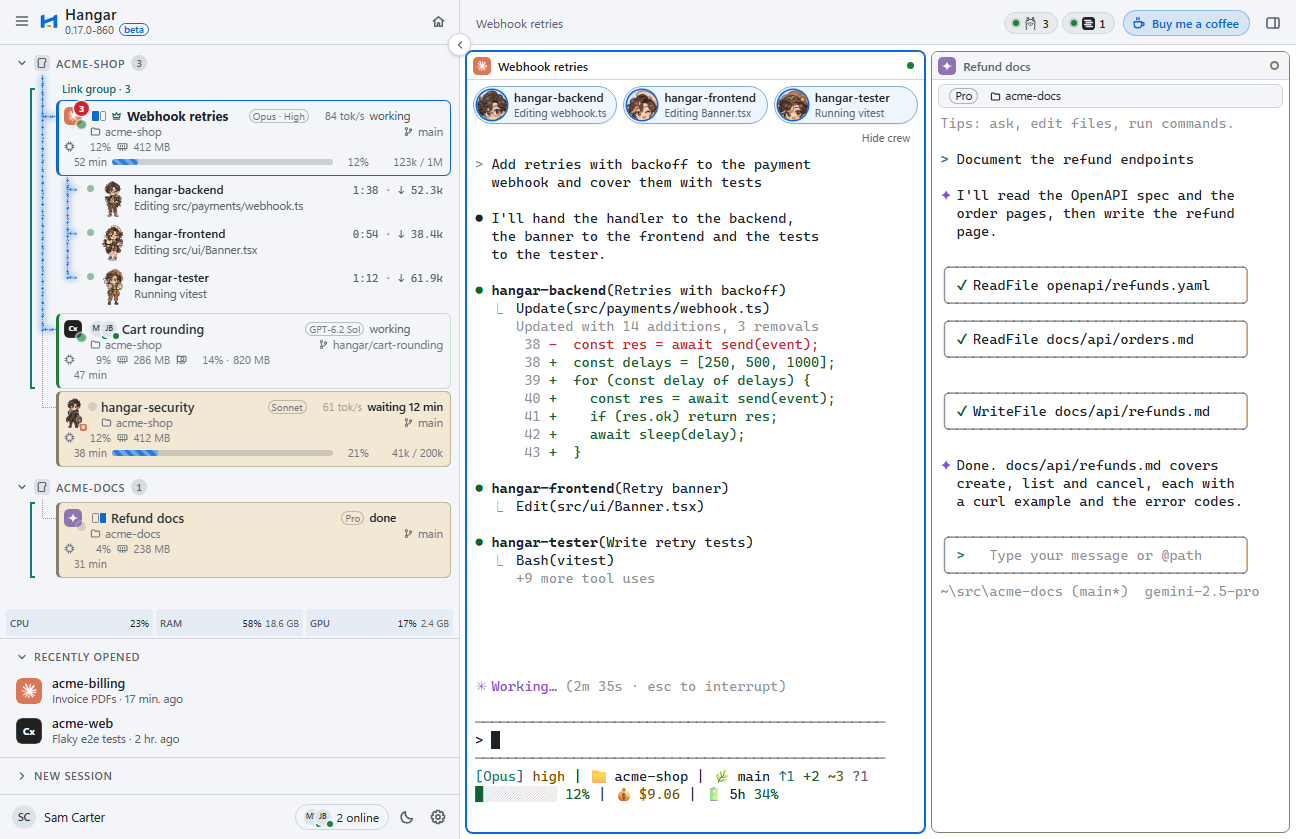 Hangar
0.17.0-860 beta
ACME-SHOP 3
Link group · 3
3
Webhook retries Opus · High 84 tok/s working
acme-shop main
12% 412 MB
52 min 12% 123k / 1M
hangar-backend 1:38 · ↓ 52.3k
Editing src/payments/webhook.ts
hangar-frontend 0:54 · ↓ 38.4k
Editing src/ui/Banner.tsx
hangar-tester 1:12 · ↓ 61.9k
Running vitest
Cx M JB Cart rounding GPT-6.2 Sol working
acme-shop hangar/cart-rounding
9% 286 MB 14% · 820 MB
47 min
hangar-security Sonnet 61 tok/s waiting 12 min
acme-shop main
12% 412 MB
38 min 21% 41k / 200k
ACME-DOCS 1
Refund docs Pro done
acme-docs main
4% 238 MB
31 min
CPU 23% RAM 58% 18.6 GB GPU 17% 2.4 GB
RECENTLY OPENED
acme-billing
Invoice PDFs · 17 min. ago
Cx
acme-web
Flaky e2e tests · 2 hr. ago
NEW SESSION
SC Sam Carter M JB 2 online
Webhook retries 3 1 Buy me a coffee
Webhook retries
hangar-backend
Editing webhook.ts
hangar-frontend
Editing Banner.tsx
hangar-tester
Running vitest
Hide crew
> Add retries with backoff to the payment
webhook and cover them with tests
● I'll hand the handler to the backend,
the banner to the frontend and the tests
to the tester.
● hangar-backend(Retries with backoff)
⎿ Update(src/payments/webhook.ts)
Updated with 14 additions, 3 removals
38 - const res = await send(event);
38 + const delays = [250, 500, 1000];
39 + for (const delay of delays) {
40 + const res = await send(event);
41 + if (res.ok) return res;
42 + await sleep(delay);
43 + }
● hangar-frontend(Retry banner)
⎿ Edit(src/ui/Banner.tsx)
● hangar-tester(Write retry tests)
⎿ Bash(vitest)
+9 more tool uses
✳ Working… (2m 35s · esc to interrupt)
>
[Opus] high | 📁 acme-shop | 🌿 main ↑1 +2 ~3 ?1
12% | 💰 $9.06 | 🔋 5h 34%
Refund docs
Pro acme-docs
Tips: ask, edit files, run commands.
> Document the refund endpoints
✦ I'll read the OpenAPI spec and the
order pages, then write the refund
page.
✓ ReadFile openapi/refunds.yaml
✓ ReadFile docs/api/orders.md
✓ WriteFile docs/api/refunds.md
✦ Done. docs/api/refunds.md covers
create, list and cancel, each with
a curl example and the error codes.
> Type your message or @path
~\src\acme-docs (main*) gemini-2.5-pro